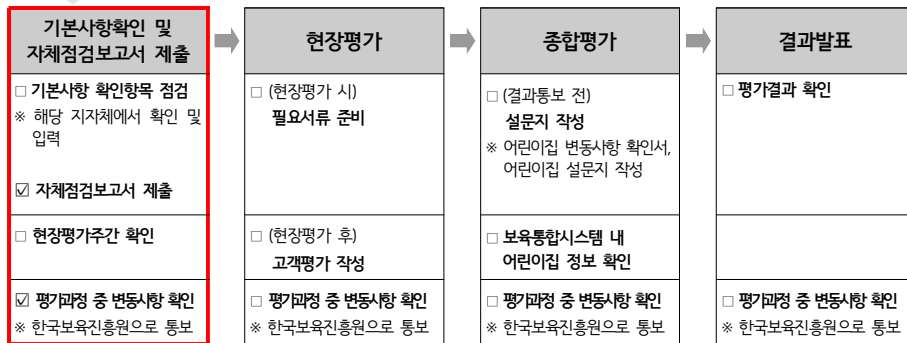 기본사항확인 및
자체점검보고서 제출
□ 기본사항 확인항목 점검
※ 해당 지자체에서 확인 및
입력
☑ 자체점검보고서 제출
□ 현장평가주간 확인
☑ 평가과정 중 변동사항 확인
※ 한국보육진흥원으로 통보
현장평가
□ (현장평가 시)
필요서류 준비
□ (현장평가 후)
고객평가 작성
□ 평가과정 중 변동사항 확인
※ 한국보육진흥원으로 통보
종합평가
□ (결과통보 전)
설문지 작성
※ 어린이집 변동사항 확인서,
어린이집 설문지 작성
□ 보육통합시스템 내
어린이집 정보 확인
□ 평가과정 중 변동사항 확인
※ 한국보육진흥원으로 통보
결과발표
□ 평가결과 확인
□ 평가과정 중 변동사항 확인
※ 한국보육진흥원으로 통보